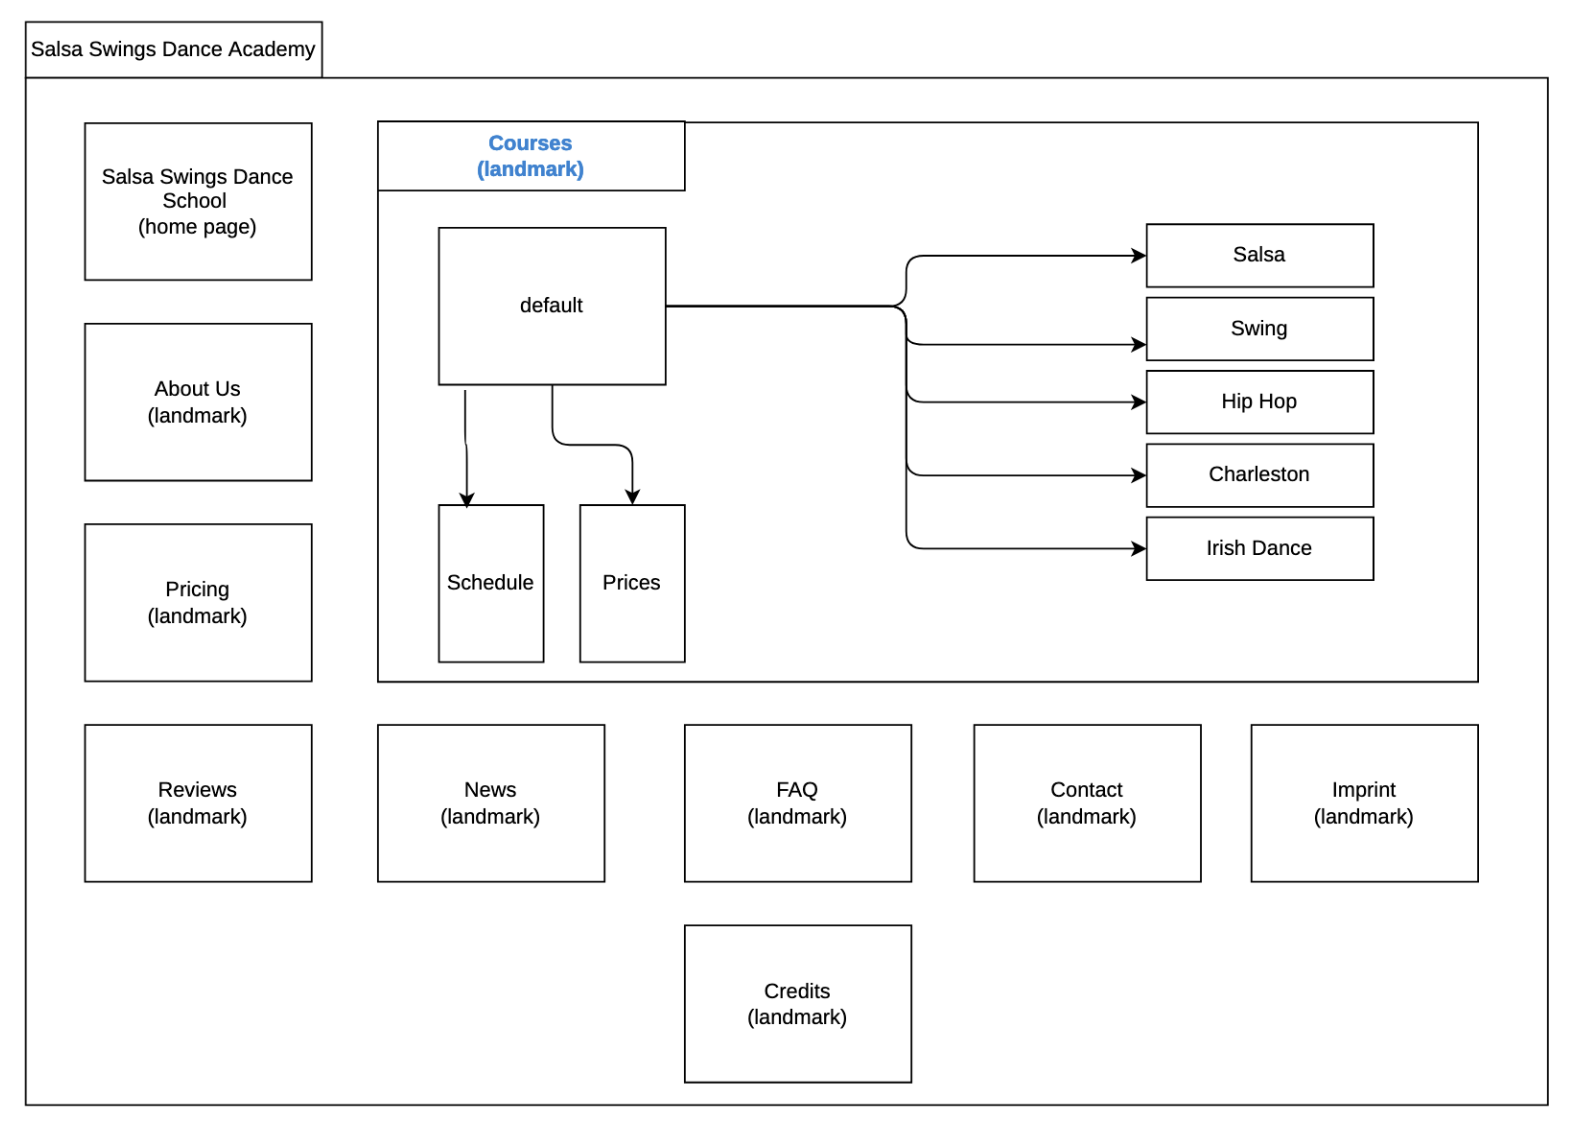 Salsa Swings Dance Academy
Salsa Swings Dance
School
(home page)
About Us
(landmark)
Pricing
(landmark)
Courses
(landmark)
default
Schedule
Prices
Salsa
Swing
Hip Hop
Charleston
Irish Dance
Reviews
(landmark)
News
(landmark)
FAQ
(landmark)
Contact
(landmark)
Imprint
(landmark)
Credits
(landmark)